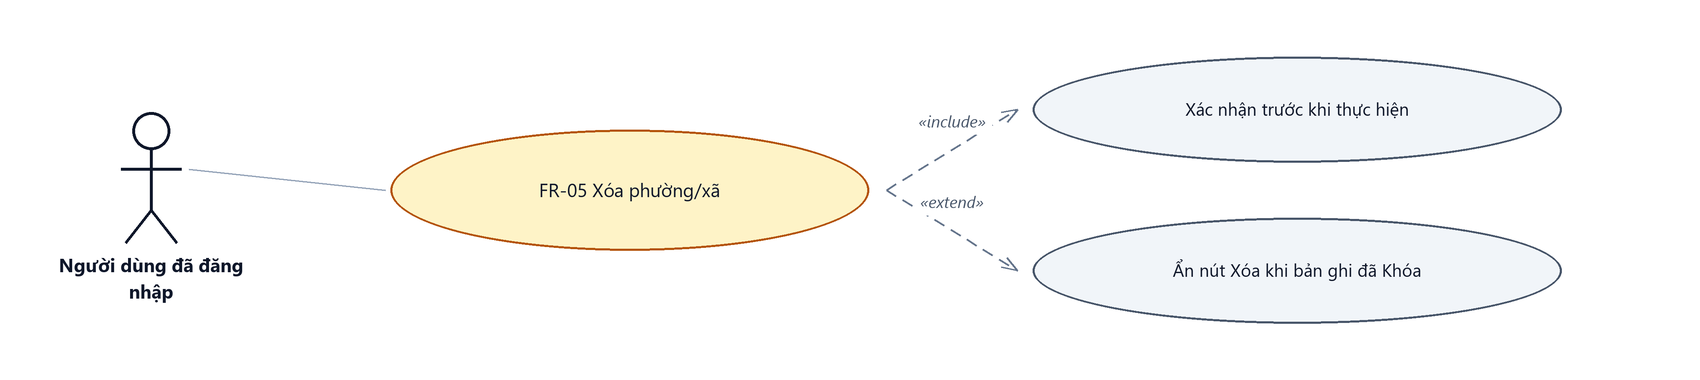 Xác nhận trước khi thực hiện
«include»
FR-05 Xóa phường/xã
«extend»
Người dùng đã đăng
nhập
Ẩn nút Xóa khi bản ghi đã Khóa